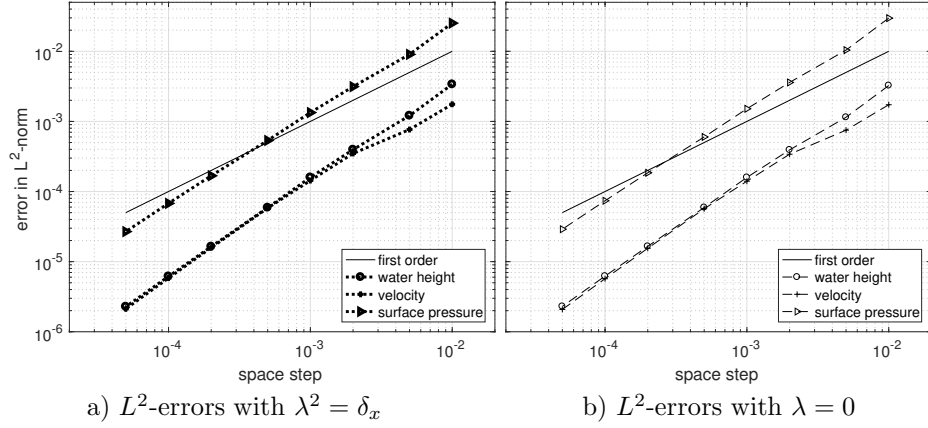 10^{-2}
10^{-3}
10^{-4}
10^{-5}
10^{-6}
error in L^2-norm
first order
water height
velocity
surface pressure
10^{-4} 10^{-3} 10^{-2}
space step
first order
water height
velocity
surface pressure
10^{-4} 10^{-3} 10^{-2}
space step
a) L^2-errors with λ^2 = δ_x
b) L^2-errors with λ = 0